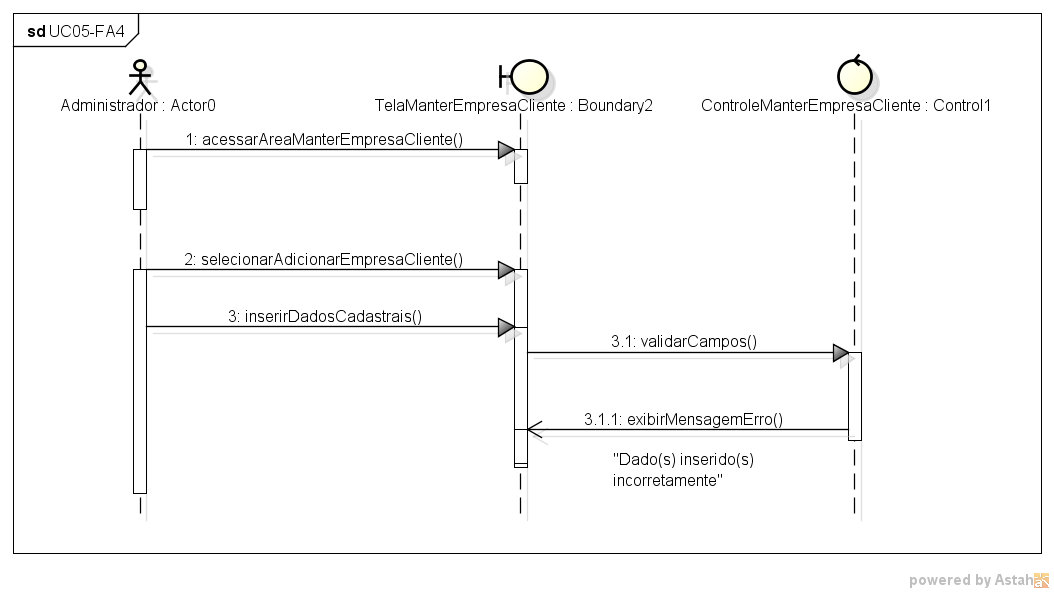 sd UC05-FA4
Administrador : Actor0
TelaManterEmpresaCliente : Boundary2
ControleManterEmpresaCliente : Control1
1: acessarAreaManterEmpresaCliente()
2: selecionarAdicionarEmpresaCliente()
3: inserirDadosCadastrais()
3.1: validarCampos()
3.1.1: exibirMensagemErro()
"Dado(s) inserido(s)
incorretamente"
powered by Astah